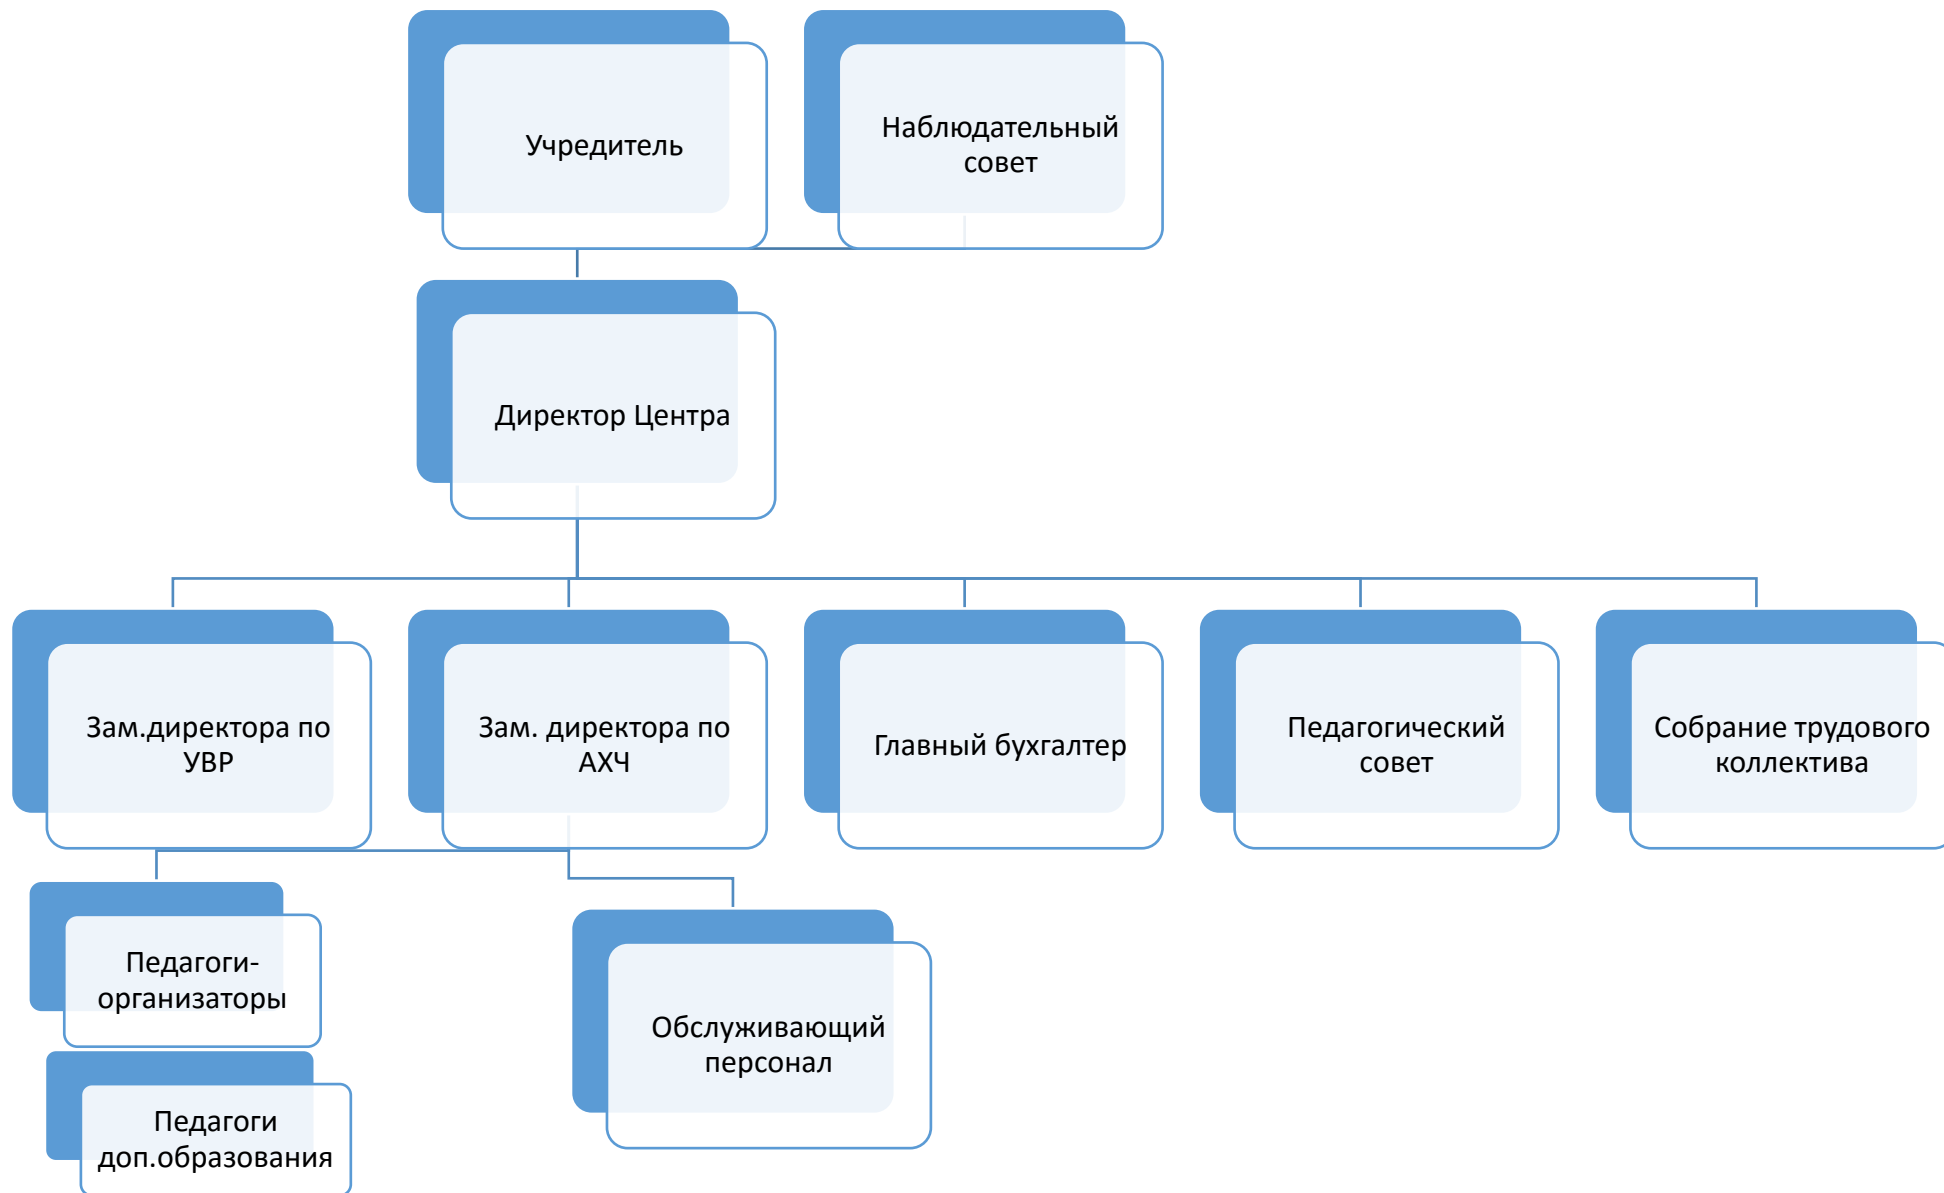 Учредитель
Наблюдательный
совет
Директор Центра
Зам.директора по
УВР
Зам. директора по
АХЧ
Главный бухгалтер
Педагогический
совет
Собрание трудового
коллектива
Педагоги-
организаторы
Обслуживающий
персонал
Педагоги
доп.образования